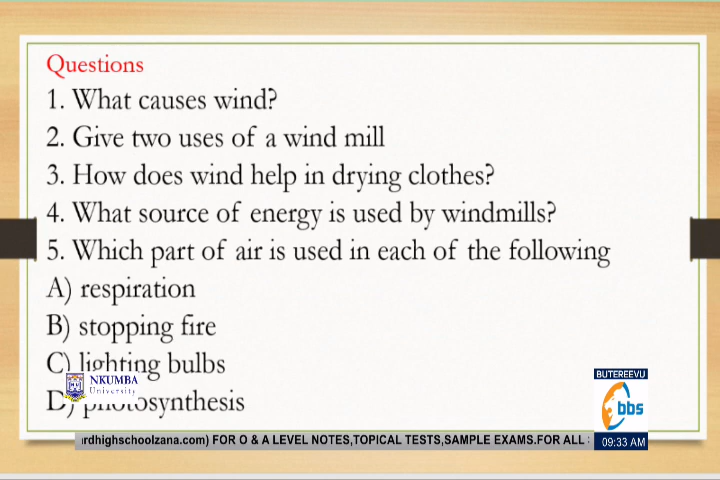 Questions
1. What causes wind?
2. Give two uses of a wind mill
3. How does wind help in drying clothes?
4. What source of energy is used by windmills?
5. Which part of air is used in each of the following
A) respiration
B) stopping fire
C) lighting bulbs
D) photosynthesis
NKUMBA
University
BUTEREEVU
bbs
09:33 AM
ardhighschoolzana.com) FOR O & A LEVEL NOTES,TOPICAL TESTS,SAMPLE EXAMS.FOR ALL